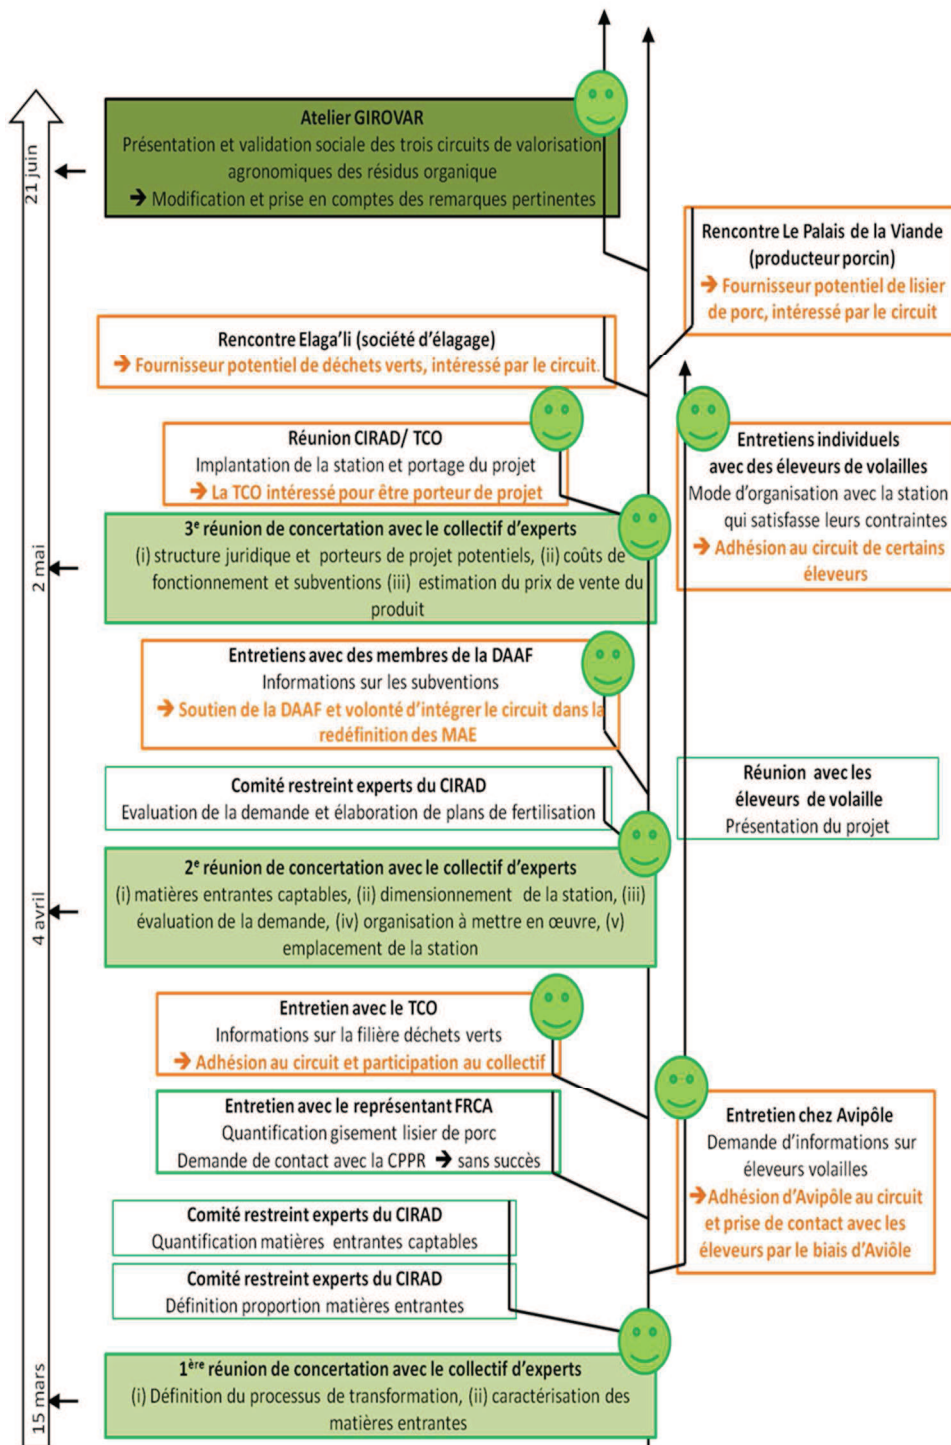 21 juin
Atelier GIROVAR
Présentation et validation sociale des trois circuits de valorisation
agronomiques des résidus organique
➔ Modification et prise en comptes des remarques pertinentes
Rencontre Le Palais de la Viande
(producteur porcin)
➔ Fournisseur potentiel de lisier
de porc, intéressé par le circuit
Rencontre Elaga’li (société d’élagage)
➔ Fournisseur potentiel de déchets verts, intéressé par le circuit.
Réunion CIRAD/ TCO
Implantation de la station et portage du projet
➔ La TCO intéressé pour être porteur de projet
Entretiens individuels
avec des éleveurs de volailles
Mode d’organisation avec la station
qui satisfasse leurs contraintes
➔ Adhésion au circuit de certains
éleveurs
2 mai
3e réunion de concertation avec le collectif d’experts
(i) structure juridique et porteurs de projet potentiels, (ii) coûts de
fonctionnement et subventions (iii) estimation du prix de vente du
produit
Entretiens avec des membres de la DAAF
Informations sur les subventions
➔ Soutien de la DAAF et volonté d’intégrer le circuit dans la
redéfinition des MAE
Comité restreint experts du CIRAD
Evaluation de la demande et élaboration de plans de fertilisation
Réunion avec les
éleveurs de volaille
Présentation du projet
4 avril
2e réunion de concertation avec le collectif d’experts
(i) matières entrantes captables, (ii) dimensionnement de la station, (iii)
évaluation de la demande, (iv) organisation à mettre en œuvre, (v)
emplacement de la station
Entretien avec le TCO
Informations sur la filière déchets verts
➔ Adhésion au circuit et participation au collectif
Entretien avec le représentant FRCA
Quantification gisement lisier de porc
Demande de contact avec la CPPR ➔ sans succès
Entretien chez Avipôle
Demande d’informations sur
éleveurs volailles
➔Adhésion d’Avipôle au circuit
et prise de contact avec les
éleveurs par le biais d’Aviôle
Comité restreint experts du CIRAD
Quantification matières entrantes captables
Comité restreint experts du CIRAD
Définition proportion matières entrantes
15 mars
1ère réunion de concertation avec le collectif d’experts
(i) Définition du processus de transformation, (ii) caractérisation des
matières entrantes